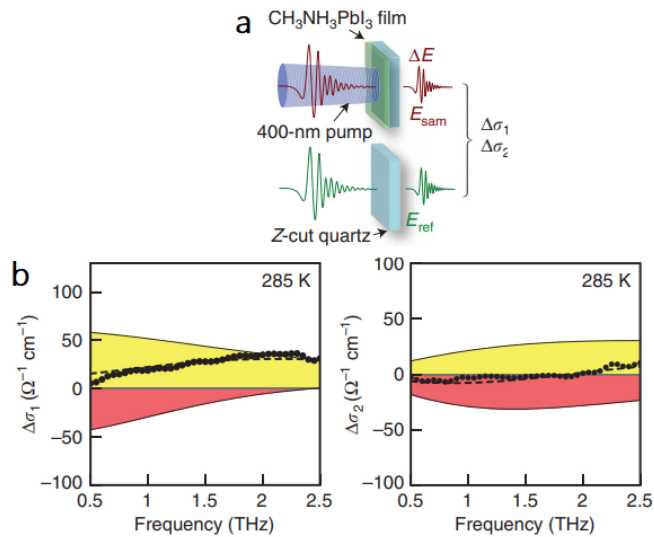 a
CH₃NH₃PbI₃ film
ΔE
E_sam
400-nm pump
Δσ₁
Δσ₂
Z-cut quartz
E_ref
b
285 K
Δσ₁ (Ω⁻¹ cm⁻¹)
100
50
0
−50
−100
0.5 1 1.5 2 2.5
Frequency (THz)
285 K
Δσ₂ (Ω⁻¹ cm⁻¹)
100
50
0
−50
−100
0.5 1 1.5 2 2.5
Frequency (THz)